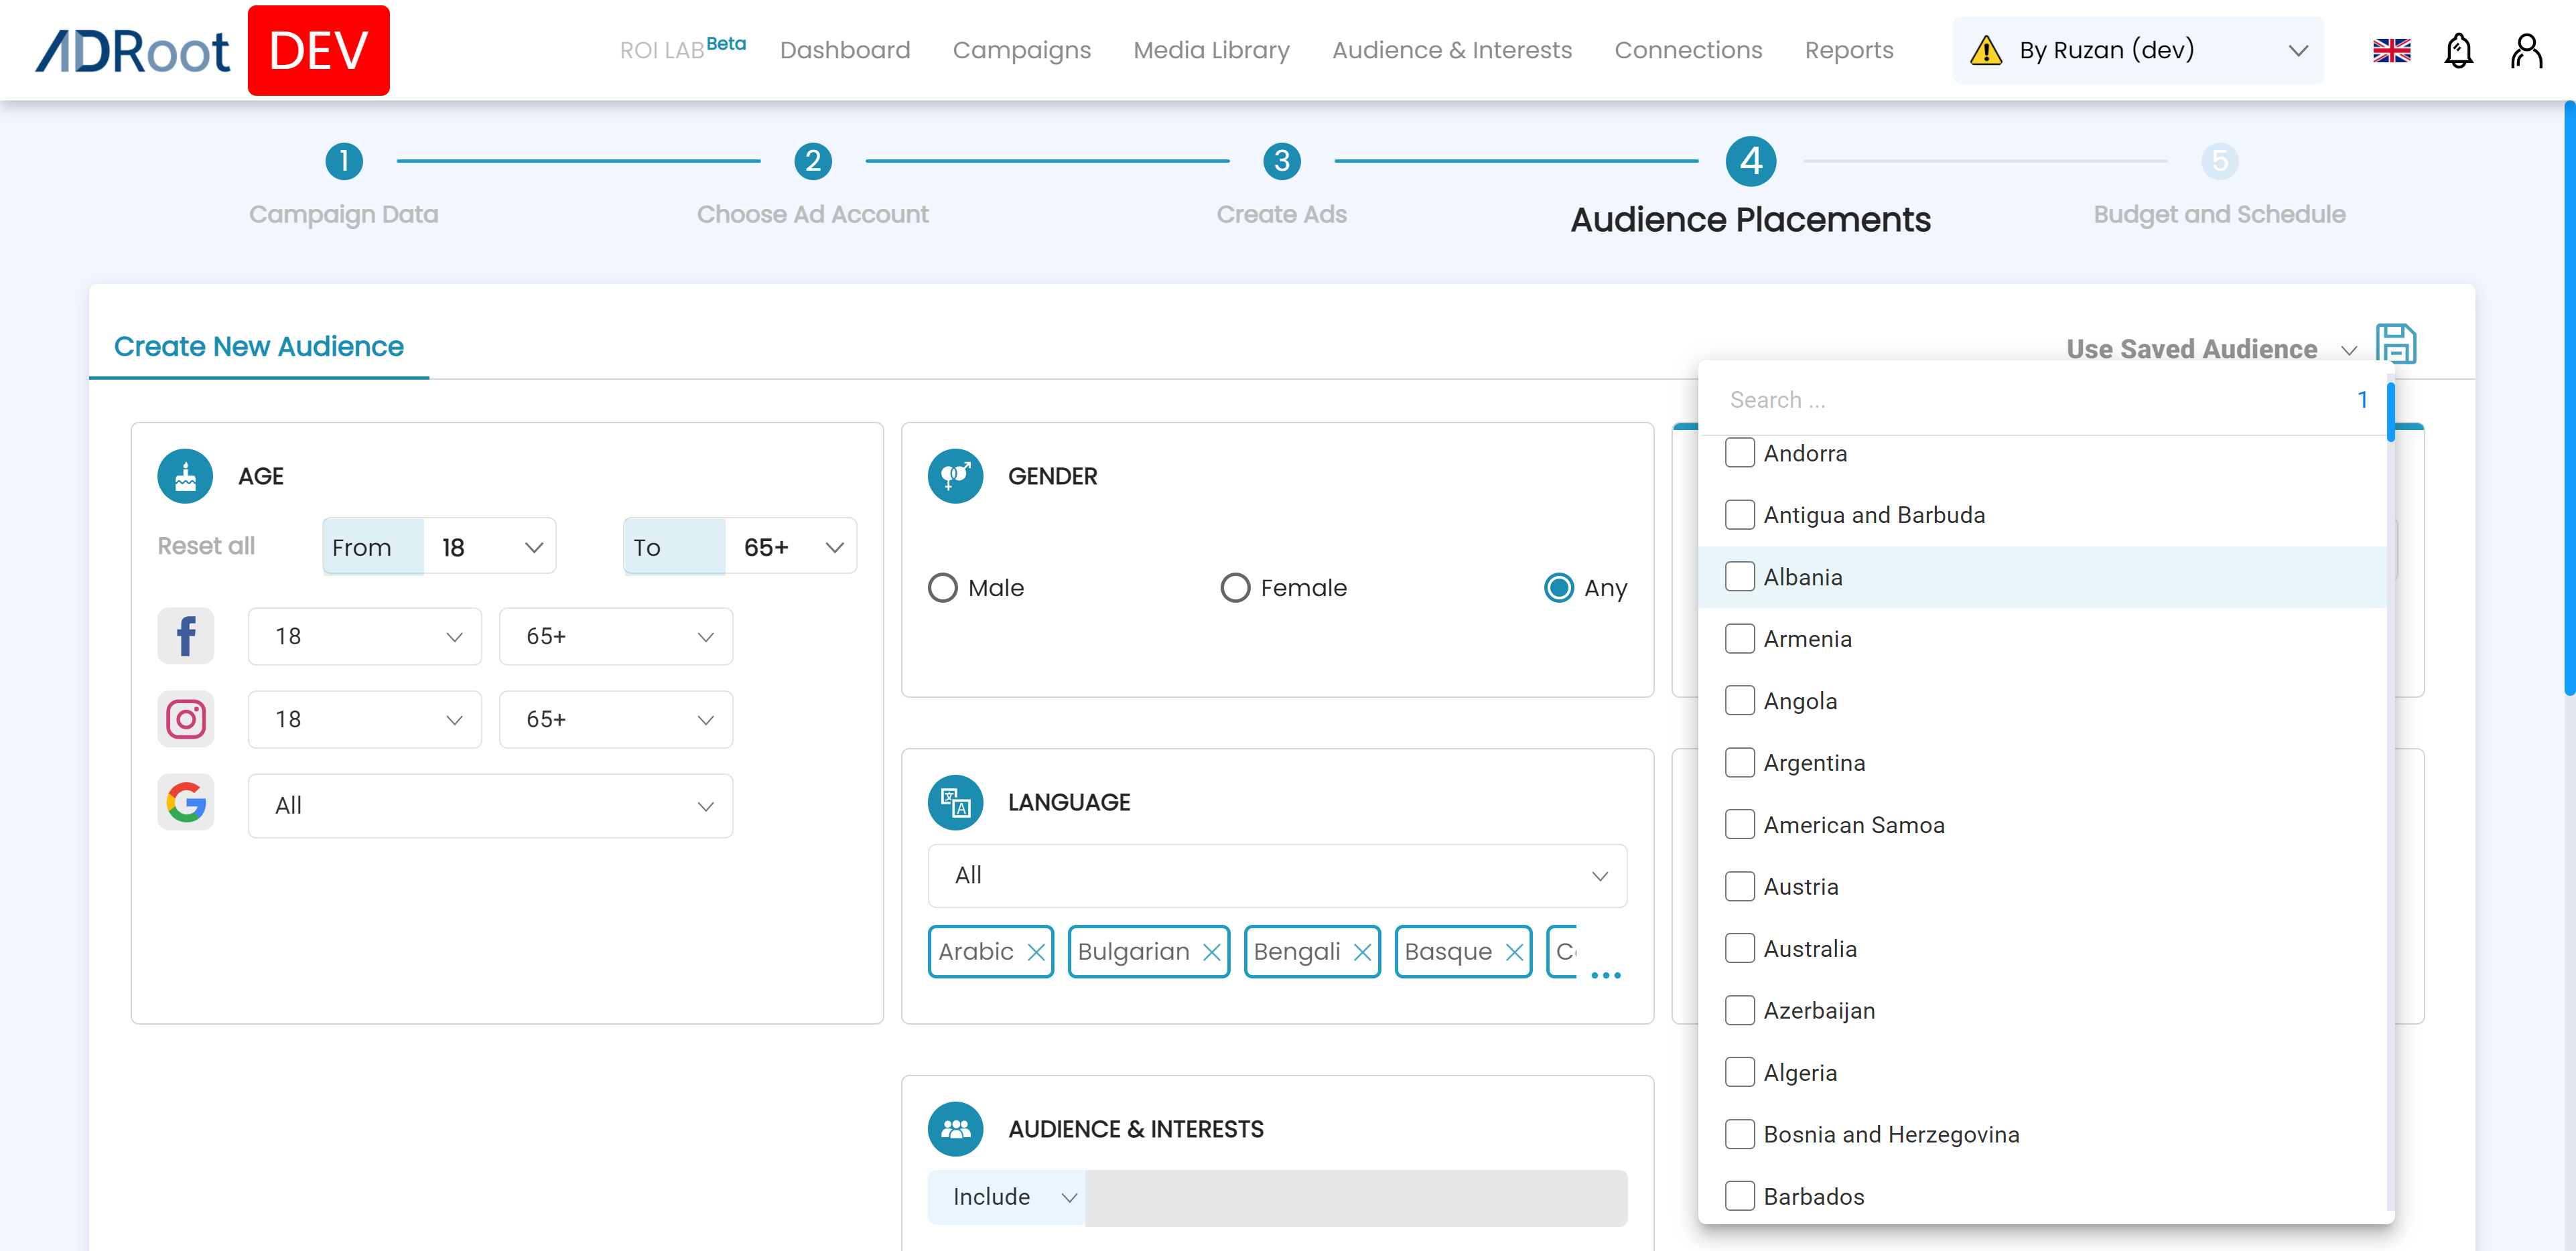 ADRoot DEV
ROI LAB Beta Dashboard Campaigns Media Library Audience & Interests Connections Reports By Ruzan (dev)
1 2 3 4 5
Campaign Data Choose Ad Account Create Ads Audience Placements Budget and Schedule
Create New Audience Use Saved Audience
AGE
Reset all From 18 To 65+
18 65+
18 65+
All
GENDER
Male Female Any
LANGUAGE
All
Arabic Bulgarian Bengali Basque
AUDIENCE & INTERESTS
Include
Search ... 1
Andorra
Antigua and Barbuda
Albania
Armenia
Angola
Argentina
American Samoa
Austria
Australia
Azerbaijan
Algeria
Bosnia and Herzegovina
Barbados